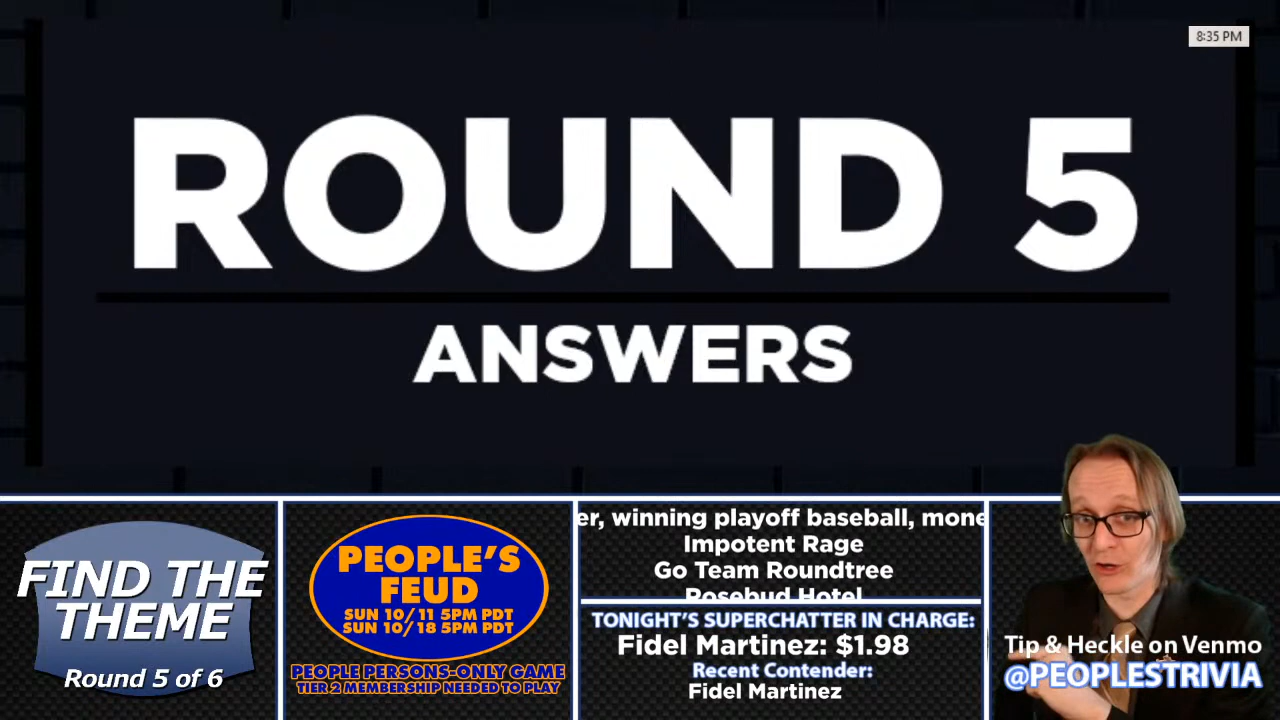 8:35 PM
ROUND 5
ANSWERS
FIND THE
THEME
Round 5 of 6
PEOPLE'S
FEUD
SUN 10/11 5PM PDT
SUN 10/18 5PM PDT
PEOPLE PERSONS-ONLY GAME
TIER 2 MEMBERSHIP NEEDED TO PLAY
er, winning playoff baseball, mone
Impotent Rage
Go Team Roundtree
Rosebud Hotel
TONIGHT'S SUPERCHATTER IN CHARGE:
Fidel Martinez: $1.98
Recent Contender:
Fidel Martinez
Tip & Heckle on Venmo
@PEOPLESTRIVIA